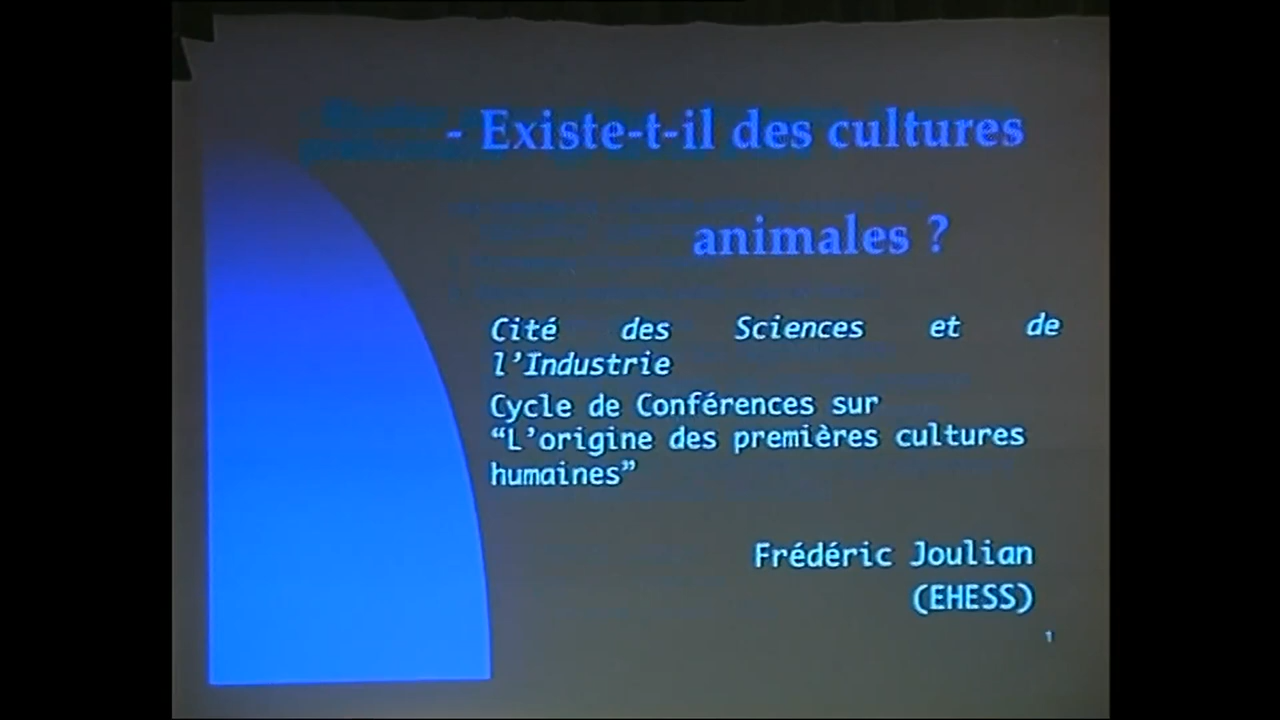 - Existe-t-il des cultures
animales ?
Cité des Sciences et de
l’Industrie
Cycle de Conférences sur
“L’origine des premières cultures
humaines”
Frédéric Joulian
(EHESS)
1